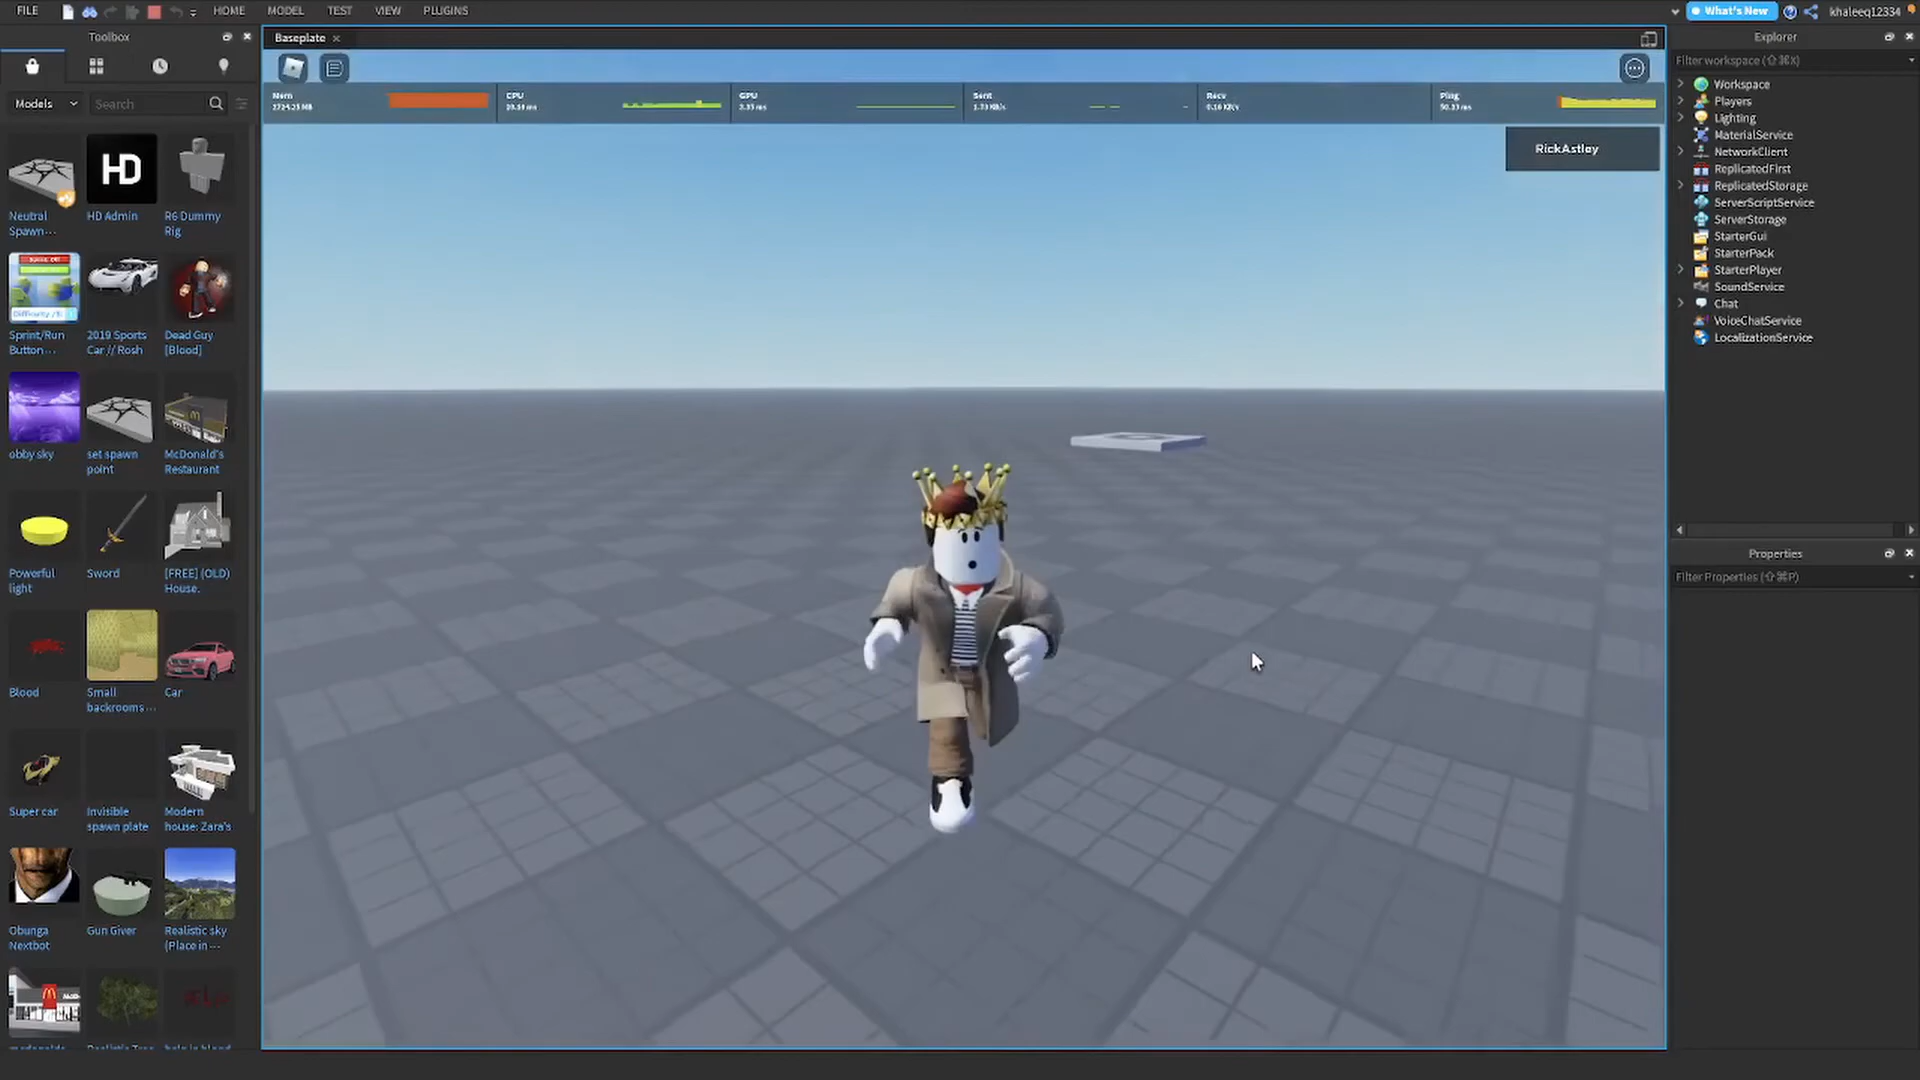 FILE
HOME
MODEL
TEST
VIEW
PLUGINS
What's New
khaleeq12334
Toolbox
Models
Search
Neutral
Spawn...
HD
HD Admin
R6 Dummy
Rig
Sprint/Run
Button...
2019 Sports
Car // Rosh
Dead Guy
[Blood]
obby sky
set spawn
point
McDonald's
Restaurant
Powerful
light
Sword
[FREE] (OLD)
House.
Blood
Small
backrooms...
Car
Super car
Invisible
spawn plate
Modern
house: Zara's
Obunga
Nextbot
Gun Giver
Realistic sky
(Place in ...
Baseplate
Mem
CPU
GPU
Sent
Recv
Ping
RickAstley
Explorer
Filter workspace (⇧⌘X)
Workspace
Players
Lighting
MaterialService
NetworkClient
ReplicatedFirst
ReplicatedStorage
ServerScriptService
ServerStorage
StarterGui
StarterPack
StarterPlayer
SoundService
Chat
VoiceChatService
LocalizationService
Properties
Filter Properties (⇧⌘P)